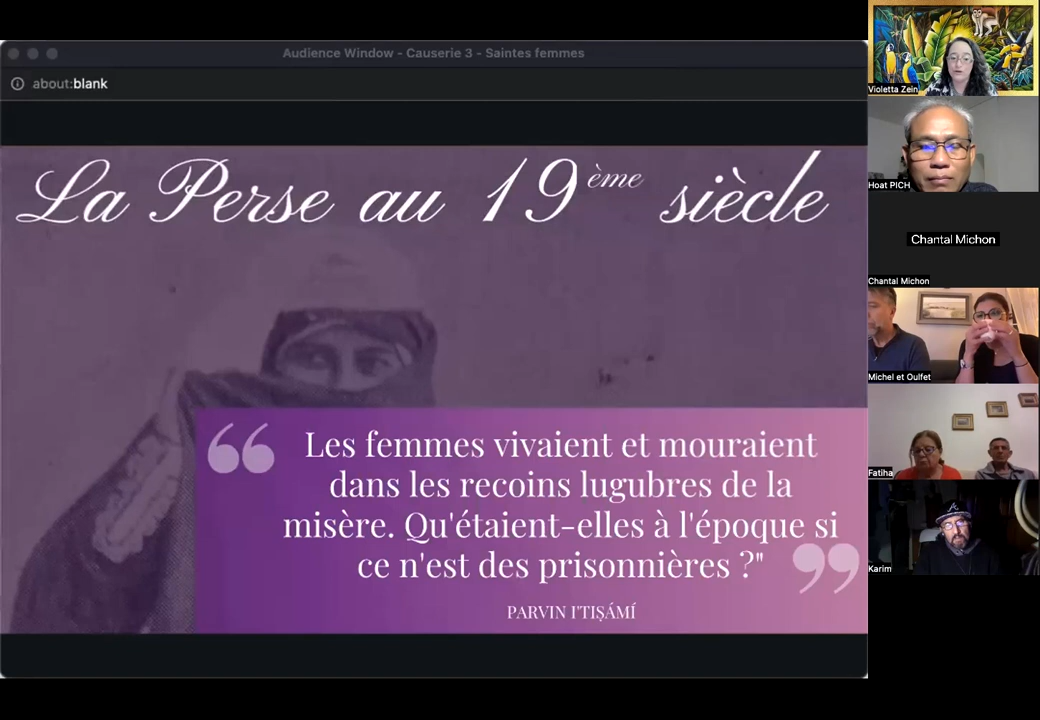 Audience Window - Causerie 3 - Saintes femmes
about:blank
La Perse au 19ème siècle
“
Les femmes vivaient et mouraient
dans les recoins lugubres de la
misère. Qu'étaient-elles à l'époque si
ce n'est des prisonnières ?"
”
PARVIN I'TIṢÁMÍ
Violetta Zein
Hoat PICH
Chantal Michon
Chantal Michon
Michel et Oulfet
Fatiha
Karim